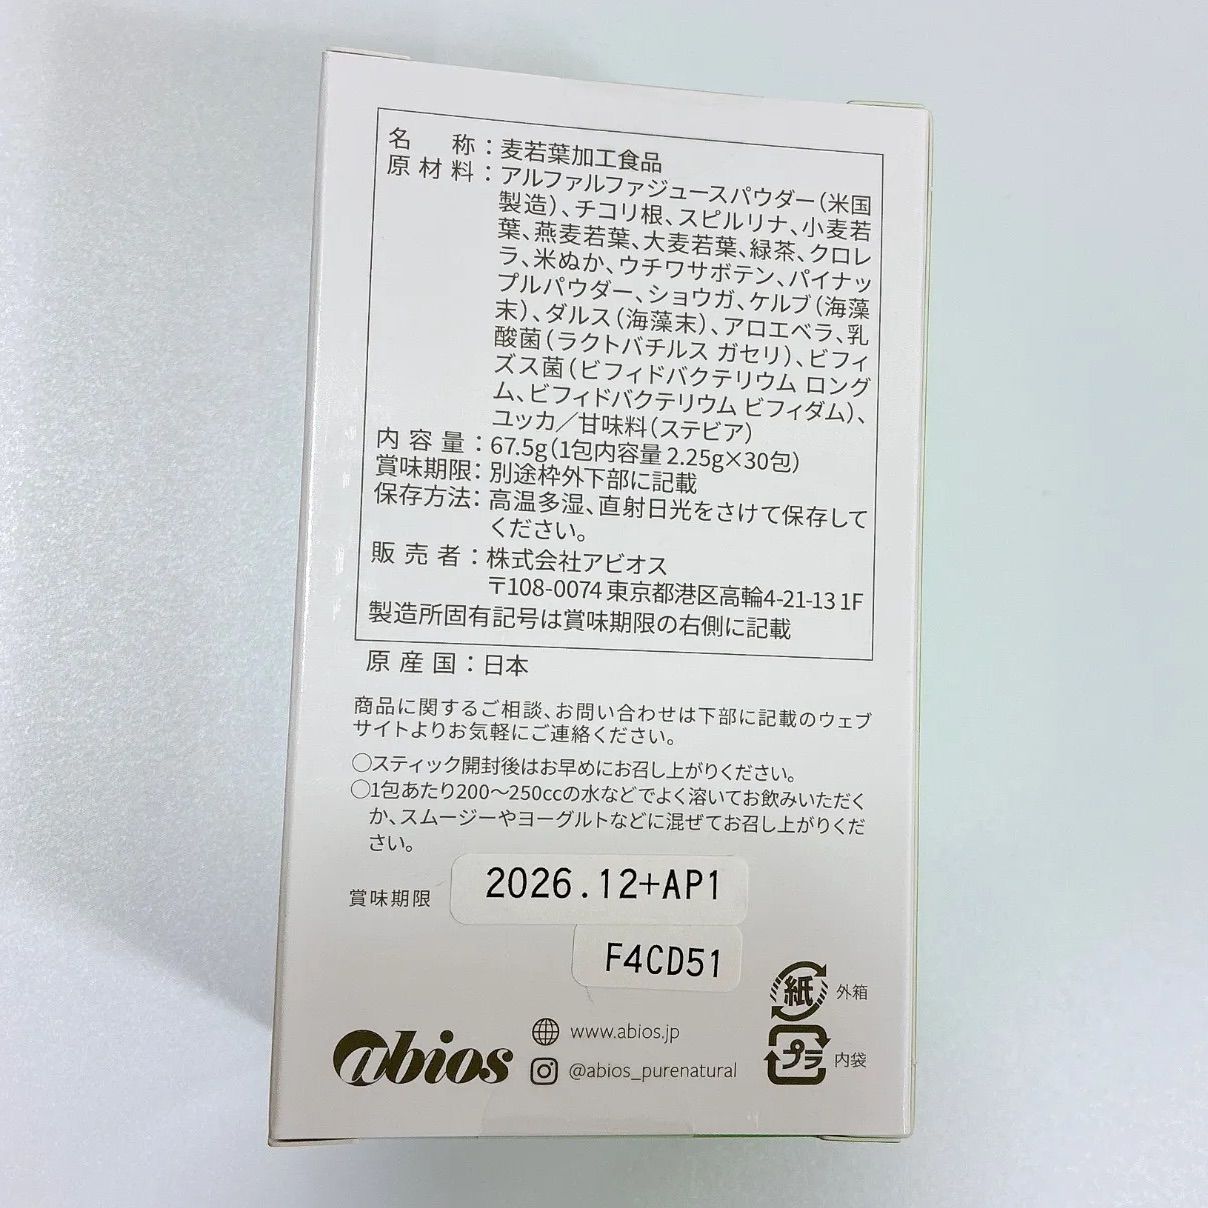 名称：麦若葉加工食品
原材料：アルファルファジュースパウダー（米国
製造）、チコリ根、スピルリナ、小麦若
葉、燕麦若葉、大麦若葉、緑茶、クロレ
ラ、米ぬか、ウチワサボテン、パイナッ
プルパウダー、ショウガ、ケルプ（海藻
末）、ダルス（海藻末）、アロエベラ、乳
酸菌（ラクトバチルス ガセリ）、ビフィ
ズス菌（ビフィドバクテリウム ロング
ム、ビフィドバクテリウム ビフィダム）、
ユッカ／甘味料（ステビア）
内容量：67.5g（1包内容量 2.25g×30包）
賞味期限：別途枠外下部に記載
保存方法：高温多湿、直射日光をさけて保存して
ください。
販売者：株式会社アビオス
〒108-0074 東京都港区高輪4-21-13 1F
製造所固有記号は賞味期限の右側に記載
原産国：日本
商品に関するご相談、お問い合わせは下部に記載のウェブ
サイトよりお気軽にご連絡ください。
○スティック開封後はお早めにお召し上がりください。
○1包あたり200～250ccの水などでよく溶いてお飲みいただく
か、スムージーやヨーグルトなどに混ぜてお召し上がりくだ
さい。
賞味期限 2026.12+AP1
F4CD51
紙 外箱
abios www.abios.jp
プラ 内袋
@abios_purenatural